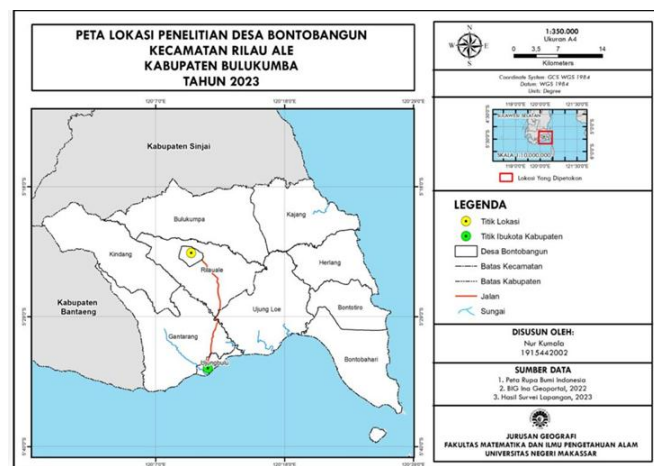 PETA LOKASI PENELITIAN DESA BONTOBANGUN
KECAMATAN RILAU ALE
KABUPATEN BULUKUMBA
TAHUN 2023
1:350.000
Ukuran A4
0 3,5 7 14
Kilometers
Coordinate System: GCS WGS 1984
Datum: WGS 1984
Units: Degree
Kabupaten Sinjai
Bulukumpa
Kajang
Kindang
Rilauale
Herlang
Kabupaten
Bantaeng
Ujung Loe
Bontotiro
Gantarang
Ujungbulu
Bontobahari
Lokasi Yang Dipetakan
LEGENDA
Titik Lokasi
Titik Ibukota Kabupaten
Desa Bontobangun
Batas Kecamatan
Batas Kabupaten
Jalan
Sungai
DISUSUN OLEH:
Nur Kumala
1915442002
SUMBER DATA
1. Peta Rupa Bumi Indonesia
2. BIG Ina Geoportal, 2022
3. Hasil Survei Lapangan, 2023
JURUSAN GEOGRAFI
FAKULTAS MATEMATIKA DAN ILMU PENGETAHUAN ALAM
UNIVERSITAS NEGERI MAKASSAR